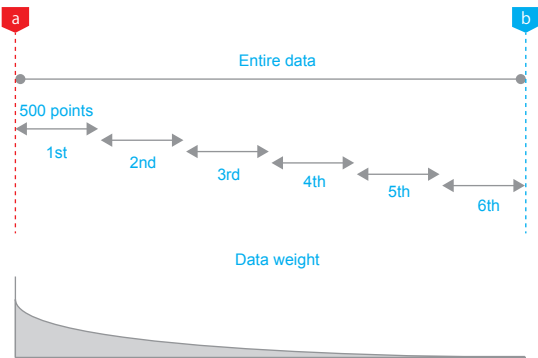 a
b
Entire data
500 points
1st
2nd
3rd
4th
5th
6th
Data weight